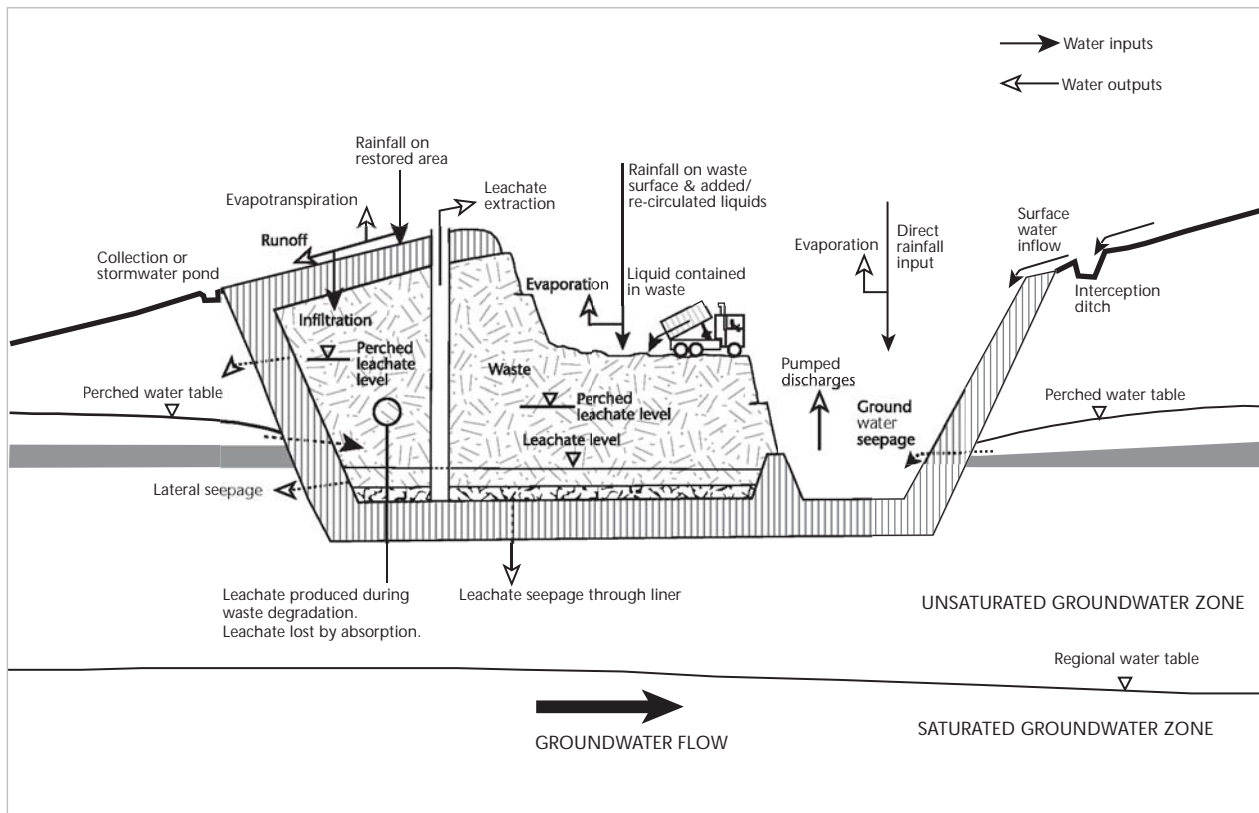 Water inputs
Water outputs
Rainfall on
restored area
Evapotranspiration
Leachate
extraction
Runoff
Collection or
stormwater pond
Rainfall on waste
surface & added/
re-circulated liquids
Evaporation
Liquid contained
in waste
Evaporation
Direct
rainfall
input
Surface
water
inflow
Interception
ditch
Infiltration
Perched
leachate
level
Waste
Perched
leachate level
Leachate level
Pumped
discharges
Ground
water
seepage
Perched water table
Perched water table
Lateral seepage
Leachate produced during
waste degradation.
Leachate lost by absorption.
Leachate seepage through liner
UNSATURATED GROUNDWATER ZONE
Regional water table
GROUNDWATER FLOW
SATURATED GROUNDWATER ZONE